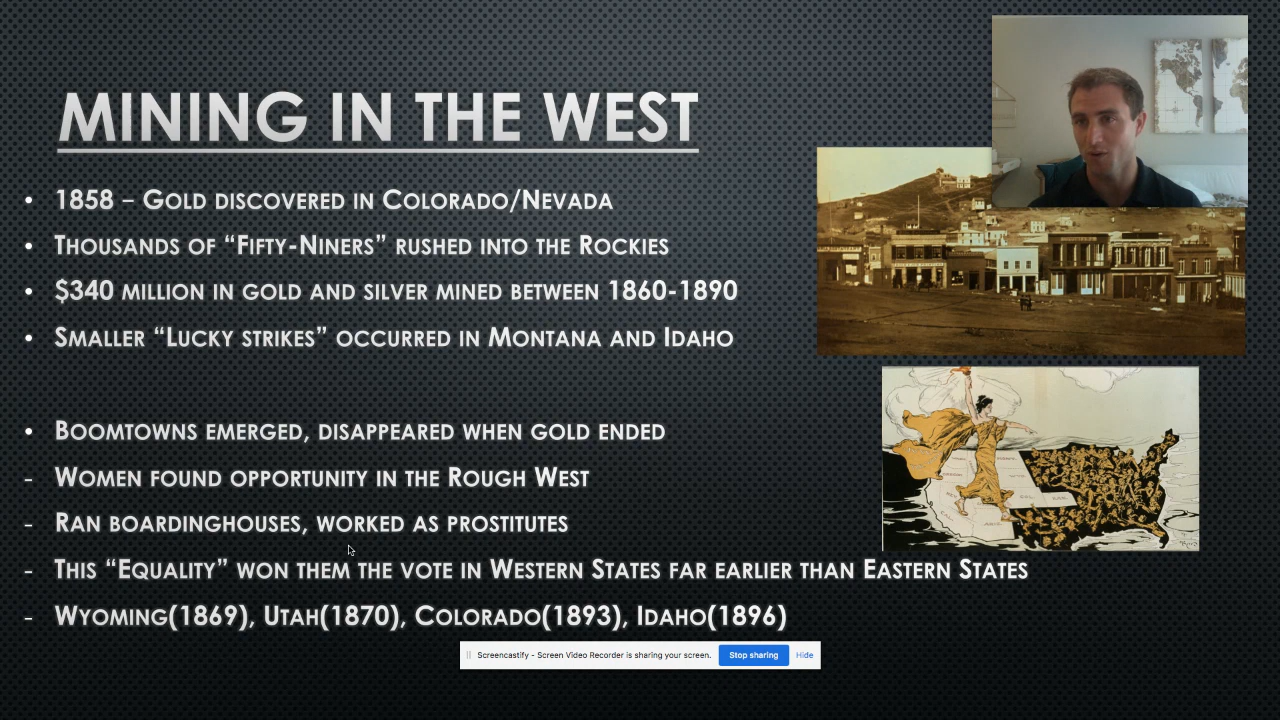 MINING IN THE WEST
• 1858 – GOLD DISCOVERED IN COLORADO/NEVADA
• THOUSANDS OF “FIFTY-NINERS” RUSHED INTO THE ROCKIES
• $340 MILLION IN GOLD AND SILVER MINED BETWEEN 1860-1890
• SMALLER “LUCKY STRIKES” OCCURRED IN MONTANA AND IDAHO
• BOOMTOWNS EMERGED, DISAPPEARED WHEN GOLD ENDED
- WOMEN FOUND OPPORTUNITY IN THE ROUGH WEST
- RAN BOARDINGHOUSES, WORKED AS PROSTITUTES
- THIS “EQUALITY” WON THEM THE VOTE IN WESTERN STATES FAR EARLIER THAN EASTERN STATES
- WYOMING(1869), UTAH(1870), COLORADO(1893), IDAHO(1896)
Screencastify - Screen Video Recorder is sharing your screen. Stop sharing Hide